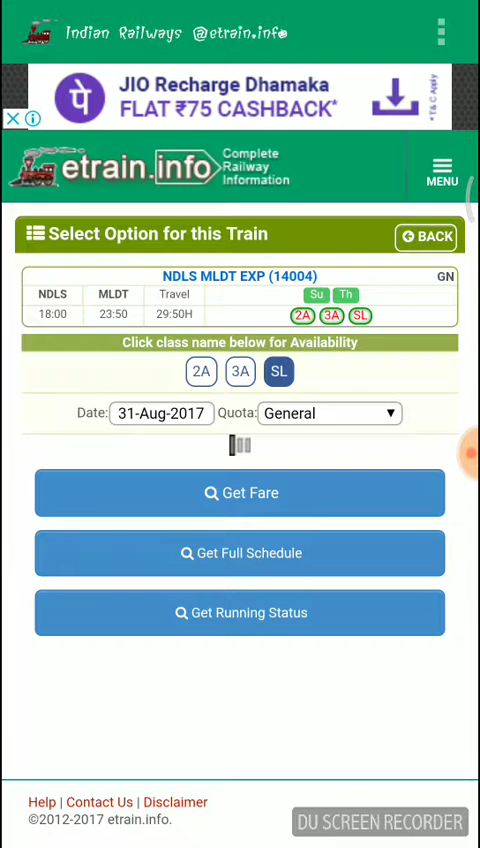 Indian Railways @etrain.info
पे
JIO Recharge Dhamaka
FLAT ₹75 CASHBACK*
*T & C Apply
etrain.info
Complete
Railway
Information
MENU
Select Option for this Train
BACK
NDLS MLDT EXP (14004)
GN
NDLS MLDT Travel Su Th
18:00 23:50 29:50H 2A 3A SL
Click class name below for Availability
2A 3A SL
Date: 31-Aug-2017 Quota: General
Get Fare
Get Full Schedule
Get Running Status
Help | Contact Us | Disclaimer
©2012-2017 etrain.info.
DU SCREEN RECORDER